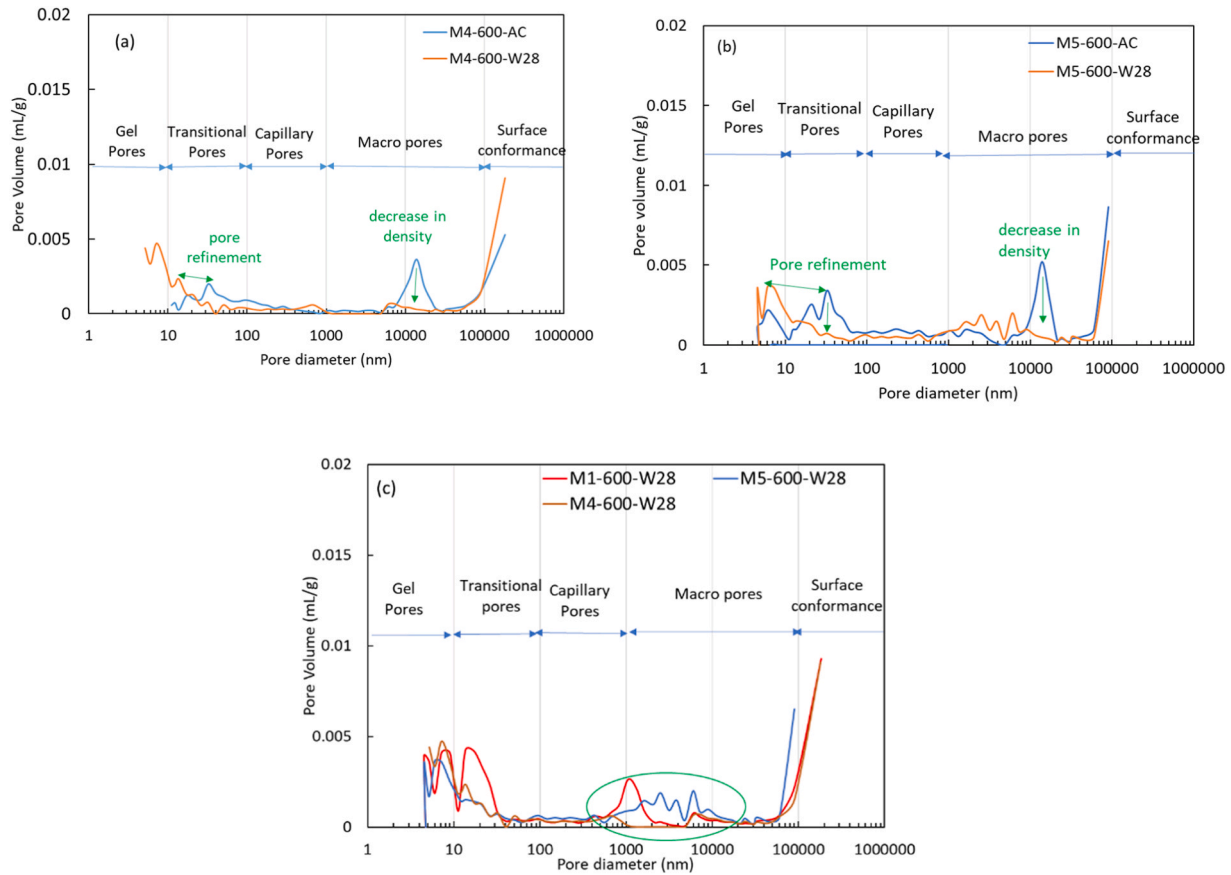 (a)
M4-600-AC
M4-600-W28
0.02
0.015
0.01
0.005
0
Pore Volume (mL/g)
Gel
Pores
Transitional
Pores
Capillary
Pores
Macro pores
Surface
conformance
pore
refinement
decrease in
density
1 10 100 1000 10000 100000 1000000
Pore diameter (nm)
(b)
M5-600-AC
M5-600-W28
0.02
0.015
0.01
0.005
0
Pore volume (mL/g)
Gel
Pores
Transitional
Pores
Capillary
Pores
Macro pores
Surface
conformance
Pore refinement
decrease in
density
1 10 100 1000 10000 100000 1000000
Pore diameter (nm)
(c)
M1-600-W28 M5-600-W28
M4-600-W28
0.02
0.015
0.01
0.005
0
Pore Volume (mL/g)
Gel
Pores
Transitional
pores
Capillary
Pores
Macro pores
Surface
conformance
1 10 100 1000 10000 100000 1000000
Pore diameter (nm)